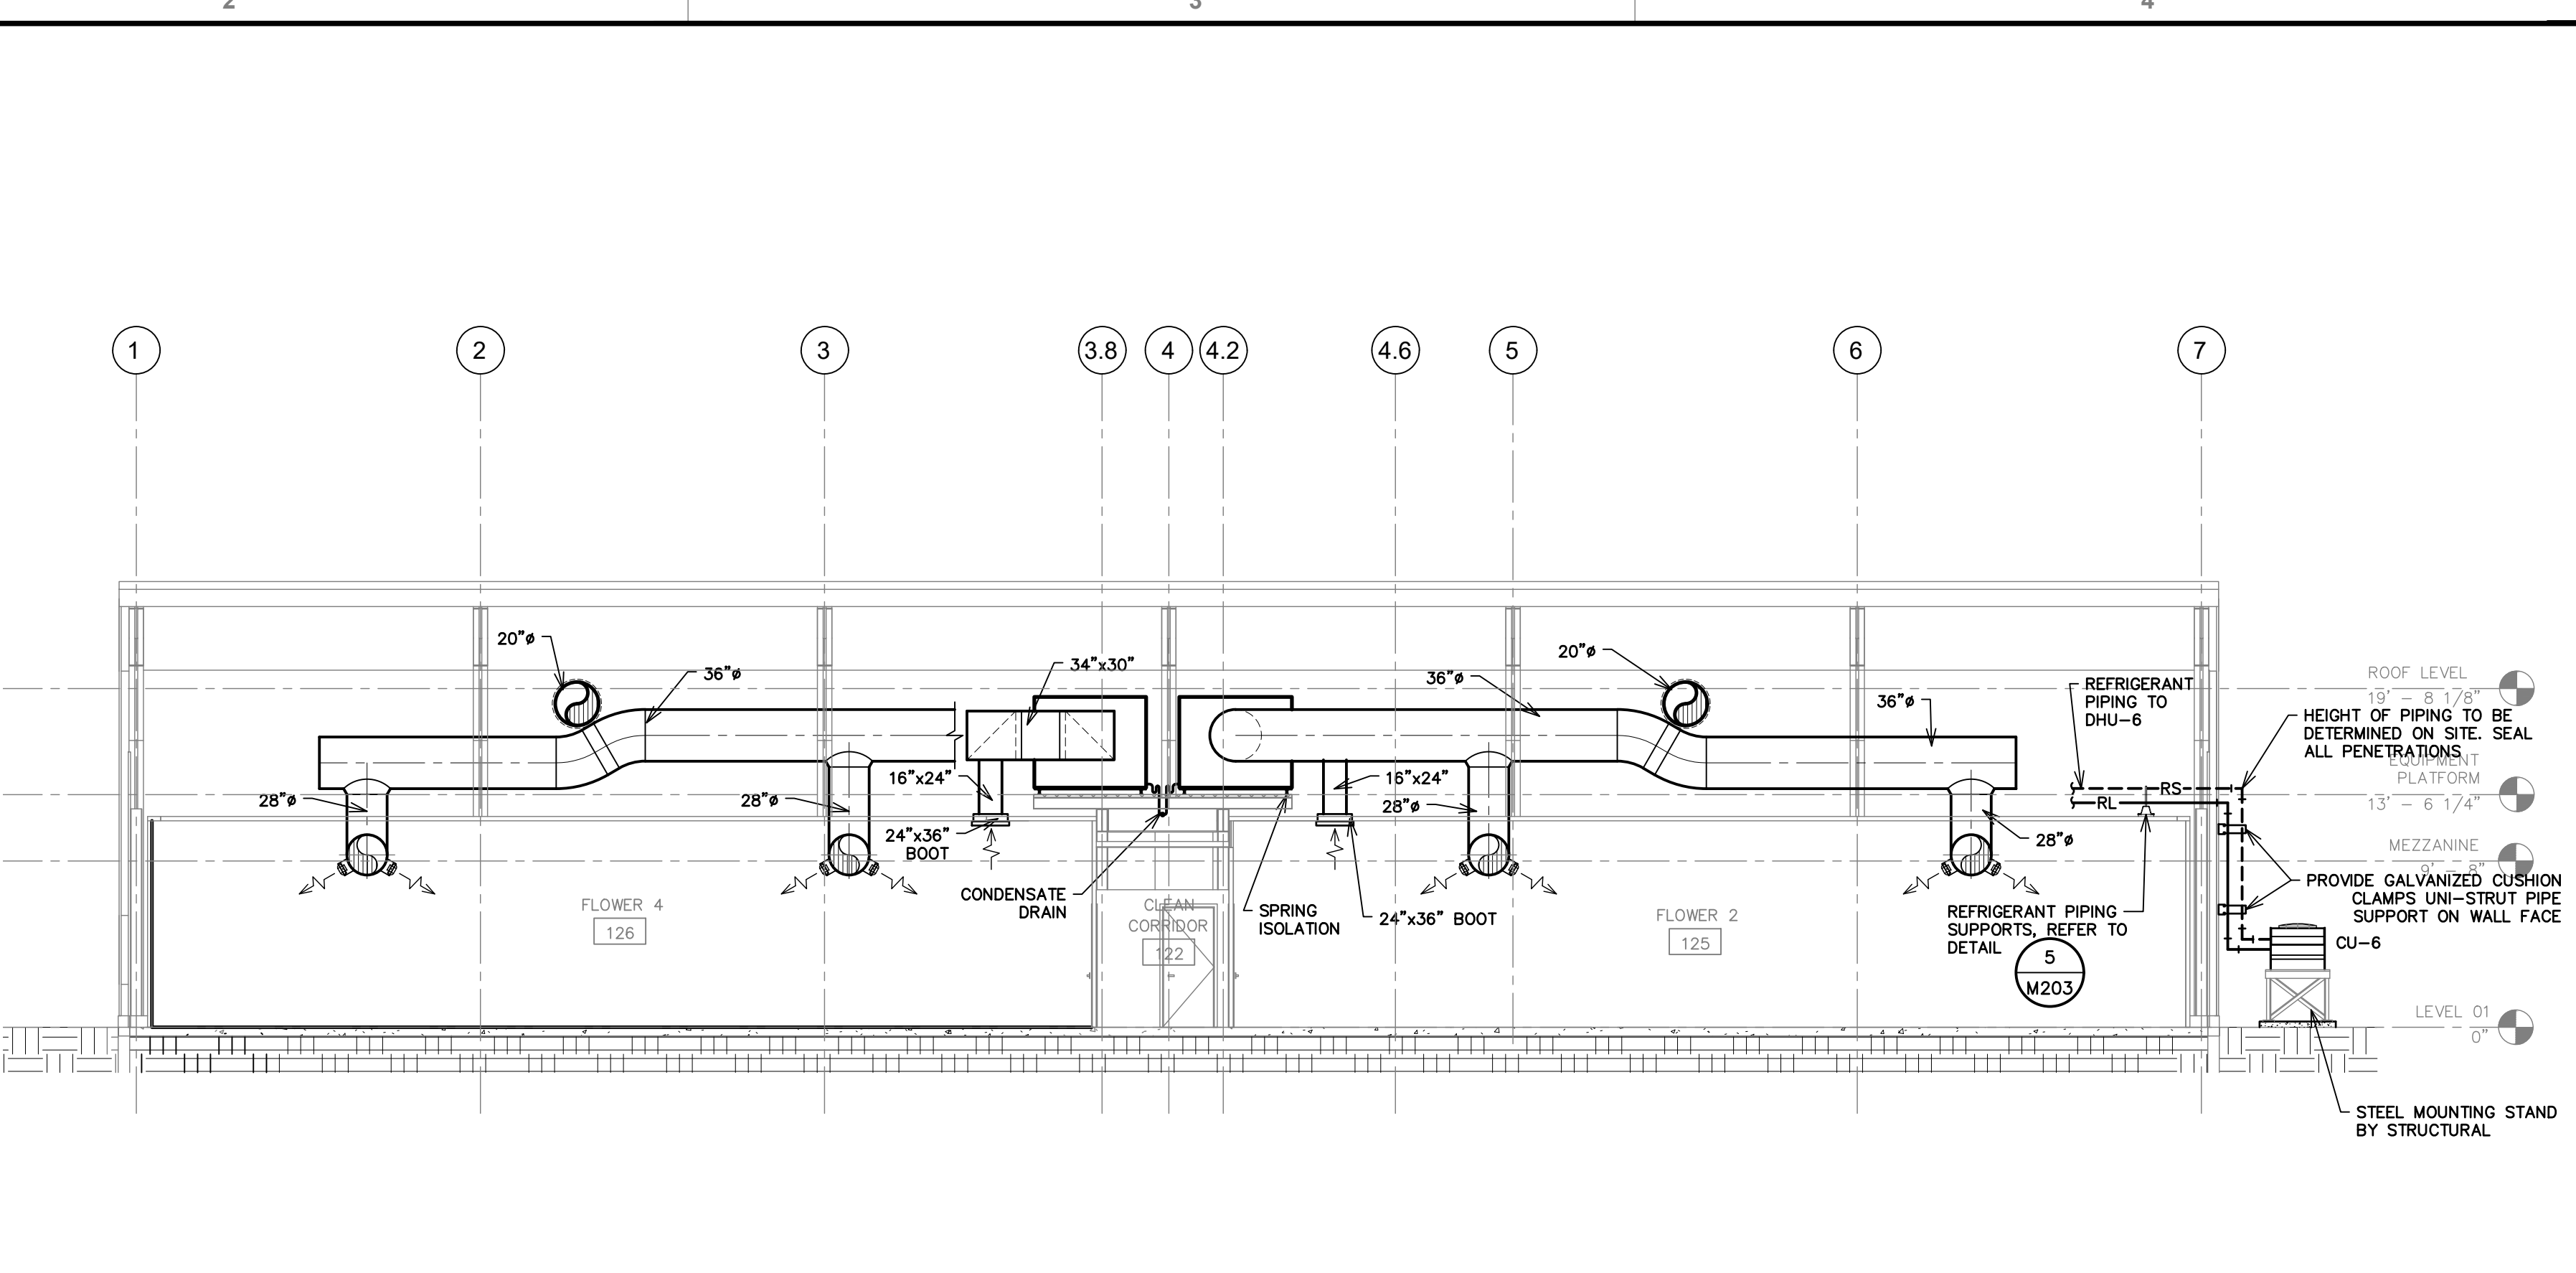 2
3
4
1
2
3
3.8
4
4.2
4.6
5
6
7
20"ø
36"ø
34"x30"
36"ø
20"ø
36"ø
REFRIGERANT
PIPING TO
DHU-6
ROOF LEVEL
19' - 8 1/8"
HEIGHT OF PIPING TO BE
DETERMINED ON SITE. SEAL
ALL PENETRATIONS
EQUIPMENT
PLATFORM
13' - 6 1/4"
RS
RL
28"ø
28"ø
16"x24"
24"x36"
BOOT
16"x24"
28"ø
28"ø
MEZZANINE
9' - 8"
PROVIDE GALVANIZED CUSHION
CLAMPS UNI-STRUT PIPE
SUPPORT ON WALL FACE
FLOWER 4
126
CONDENSATE
DRAIN
CLEAN
CORRIDOR
122
SPRING
ISOLATION
24"x36" BOOT
FLOWER 2
125
REFRIGERANT PIPING
SUPPORTS, REFER TO
DETAIL
5
M203
CU-6
LEVEL 01
0"
STEEL MOUNTING STAND
BY STRUCTURAL